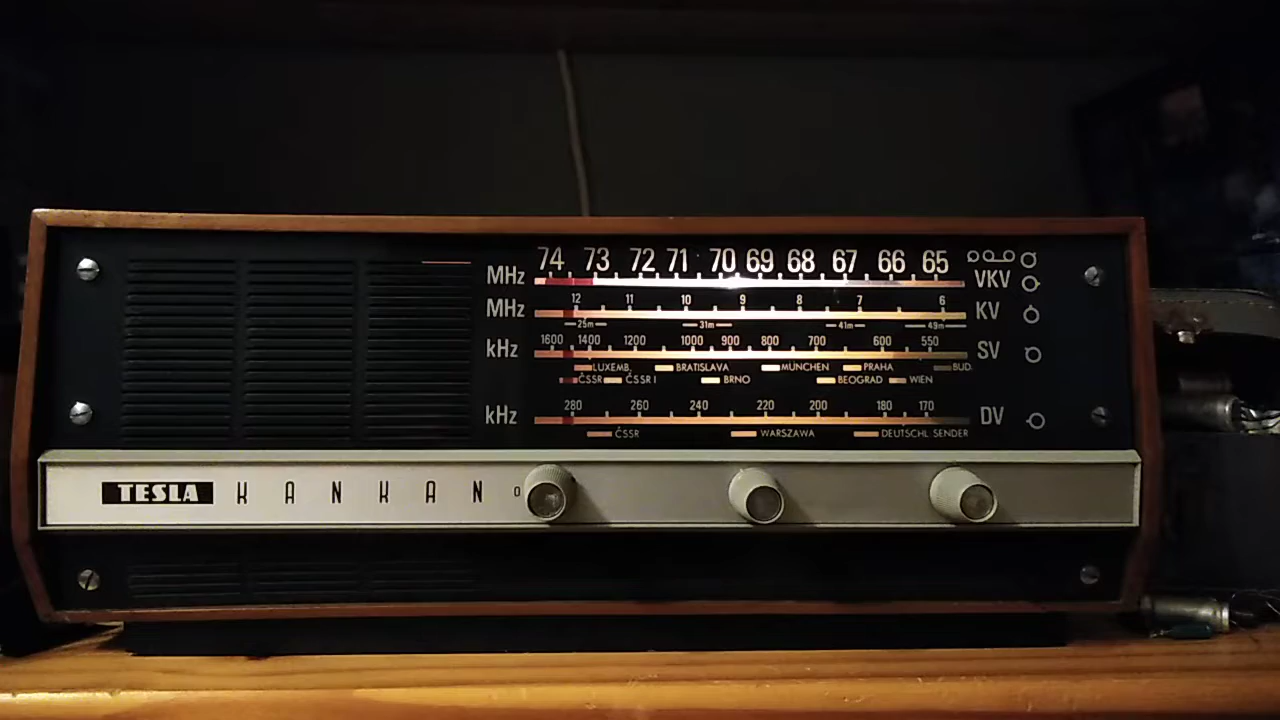 74 73 72 71 70 69 68 67 66 65
MHz VKV
MHz 12 11 10 9 8 7 6 KV
25m 31m 41m 49m
kHz 1600 1400 1200 1000 900 800 700 600 550 SV
LUXEMB. BRATISLAVA MÜNCHEN PRAHA BUD.
ČSSR ČSSR I BRNO BEOGRAD WIEN
kHz 280 260 240 220 200 180 170 DV
ČSSR WARSZAWA DEUTSCHL. SENDER
TESLA KANKAN 0